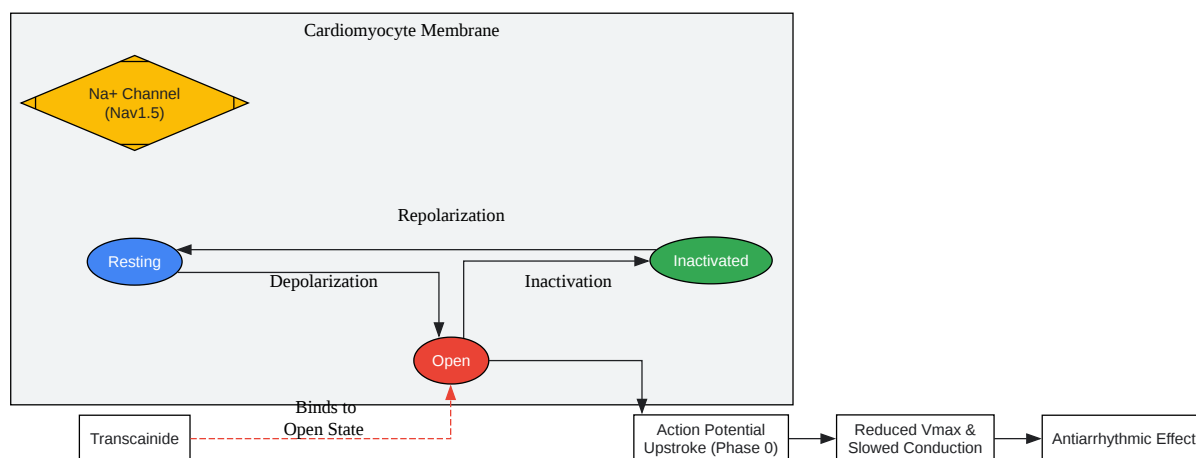 Cardiomyocyte Membrane
Na+ Channel
(Nav1.5)
Repolarization
Resting
Inactivated
Depolarization
Inactivation
Open
Binds to
Open State
Transcainide
Action Potential
Upstroke (Phase 0)
Reduced Vmax &
Slowed Conduction
Antiarrhythmic Effect